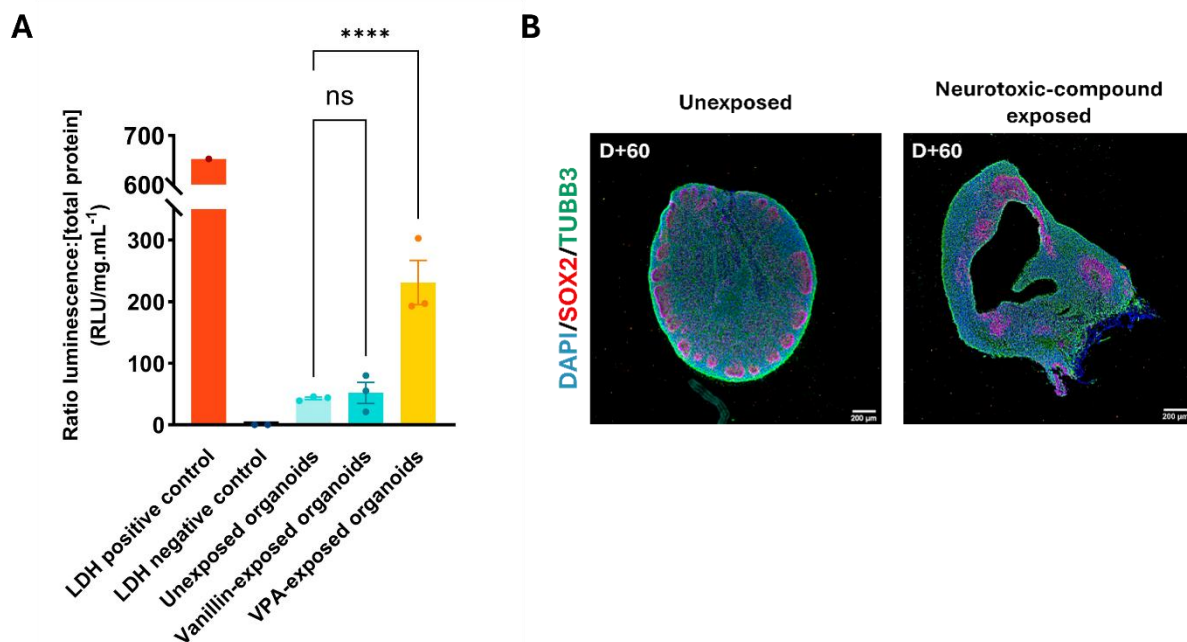 A
Ratio luminescence:[total protein]
(RLU/mg.mL⁻¹)
700
600
300
200
100
0
****
ns
LDH positive control
LDH negative control
Unexposed organoids
Vanillin-exposed organoids
VPA-exposed organoids
B
DAPI/SOX2/TUBB3
Unexposed
D+60
200 µm
Neurotoxic-compound
exposed
D+60
200 µm